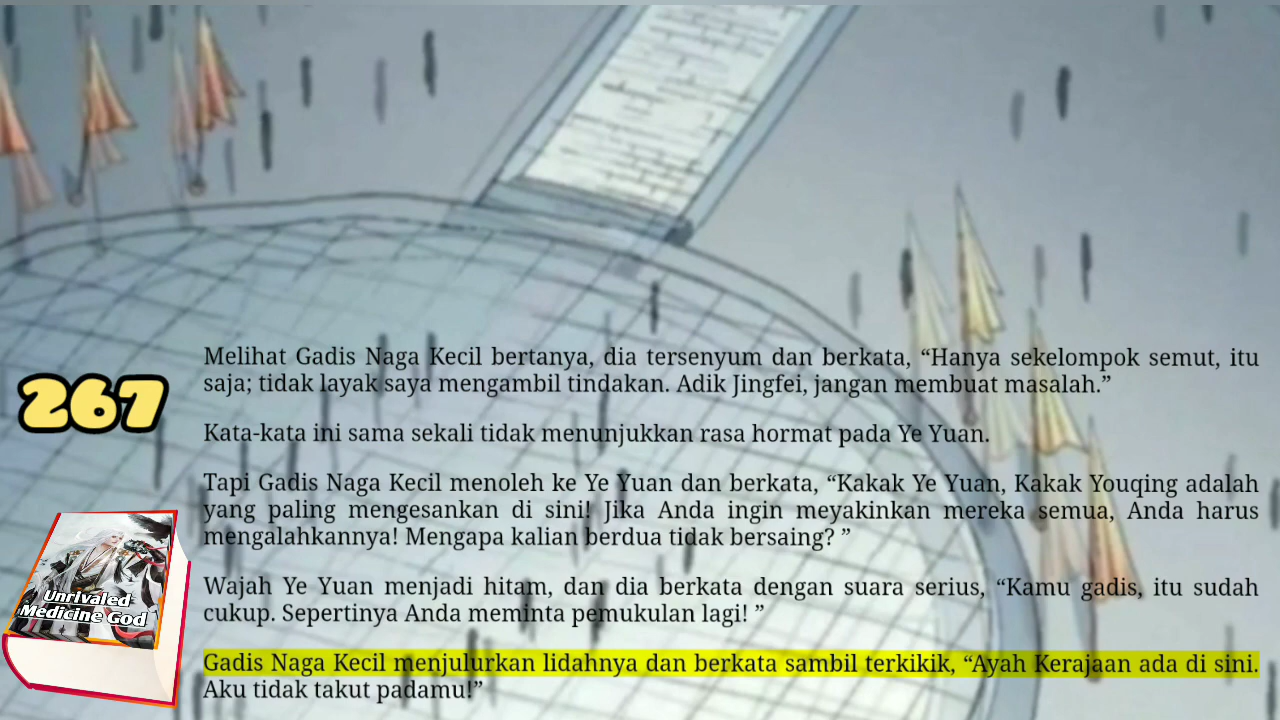 Melihat Gadis Naga Kecil bertanya, dia tersenyum dan berkata, “Hanya sekelompok semut, itu
saja; tidak layak saya mengambil tindakan. Adik Jingfei, jangan membuat masalah.”
Kata-kata ini sama sekali tidak menunjukkan rasa hormat pada Ye Yuan.
Tapi Gadis Naga Kecil menoleh ke Ye Yuan dan berkata, “Kakak Ye Yuan, Kakak Youqing adalah
yang paling mengesankan di sini! Jika Anda ingin meyakinkan mereka semua, Anda harus
mengalahkannya! Mengapa kalian berdua tidak bersaing? ”
Wajah Ye Yuan menjadi hitam, dan dia berkata dengan suara serius, “Kamu gadis, itu sudah
cukup. Sepertinya Anda meminta pemukulan lagi! ”
Gadis Naga Kecil menjulurkan lidahnya dan berkata sambil terkikik, “Ayah Kerajaan ada di sini.
Aku tidak takut padamu!”
267
Unrivaled
Medicine God